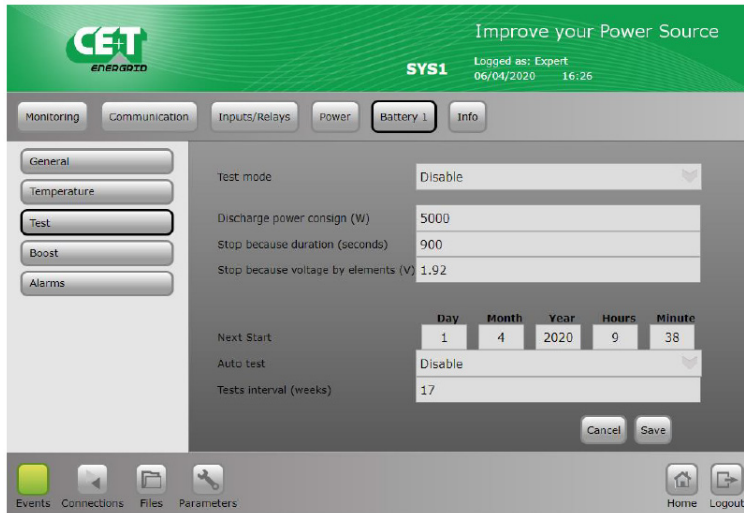 Improve your Power Source
CE+T
ENERGRID
SYS1
Logged as: Expert
06/04/2020 16:26
Monitoring Communication Inputs/Relays Power Battery 1 Info
General
Temperature
Test
Boost
Alarms
Test mode Disable
Discharge power consign (W) 5000
Stop because duration (seconds) 900
Stop because voltage by elements (V) 1.92
Day Month Year Hours Minute
Next Start 1 4 2020 9 38
Auto test Disable
Tests interval (weeks) 17
Cancel Save
Events Connections Files Parameters Home Logout